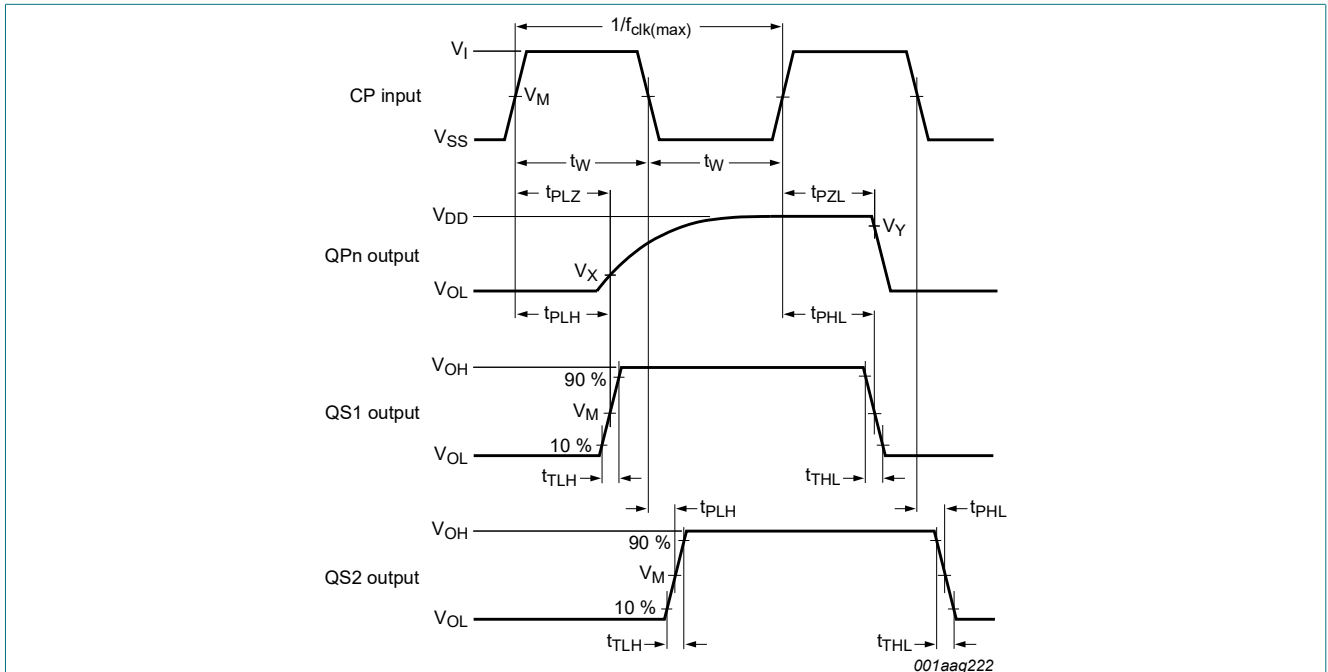 1/fclk(max)
VI
CP input
VM
VSS
tW
tW
tPLZ
tPZL
VDD
VY
QPn output
VX
VOL
tPLH
tPHL
VOH
90 %
QS1 output
VM
10 %
VOL
tTLH
tTHL
tPLH
tPHL
VOH
90 %
QS2 output
VM
10 %
VOL
tTLH
tTHL
001aag222